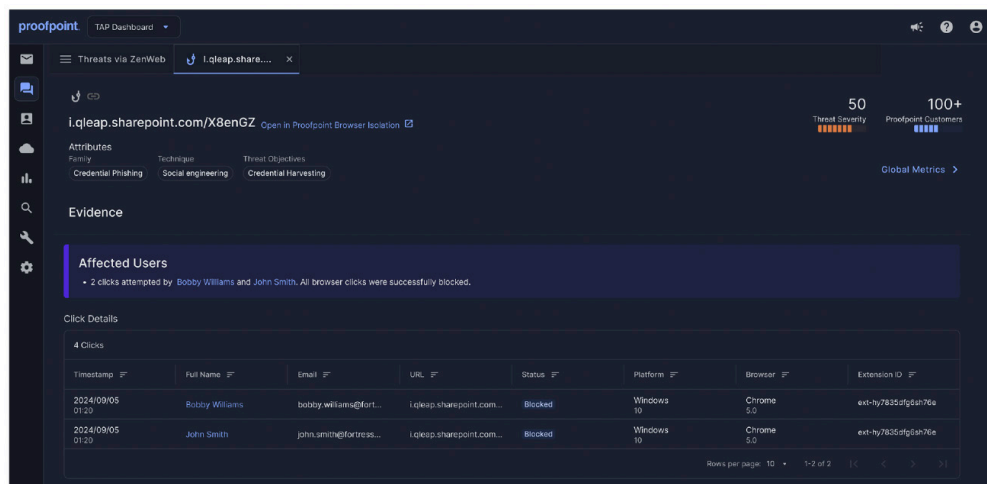 proofpoint. TAP Dashboard
Threats via ZenWeb i.qleap.share....
i.qleap.sharepoint.com/X8enGZ Open in Proofpoint Browser Isolation
50 100+
Threat Severity Proofpoint Customers
Attributes
Family Technique Threat Objectives
Credential Phishing Social engineering Credential Harvesting
Global Metrics
Evidence
Affected Users
• 2 clicks attempted by Bobby Williams and John Smith. All browser clicks were successfully blocked.
Click Details
4 Clicks
Timestamp Full Name Email URL Status Platform Browser Extension ID
2024/09/05 Bobby Williams bobby.williams@fort... i.qleap.sharepoint.com... Blocked Windows Chrome ext-hy7835dfg6sh76e
01:20 10 5.0
2024/09/05 John Smith john.smith@fortress... i.qleap.sharepoint.com... Blocked Windows Chrome ext-hy7835dfg6sh76e
01:20 10 5.0
Rows per page: 10 1-2 of 2